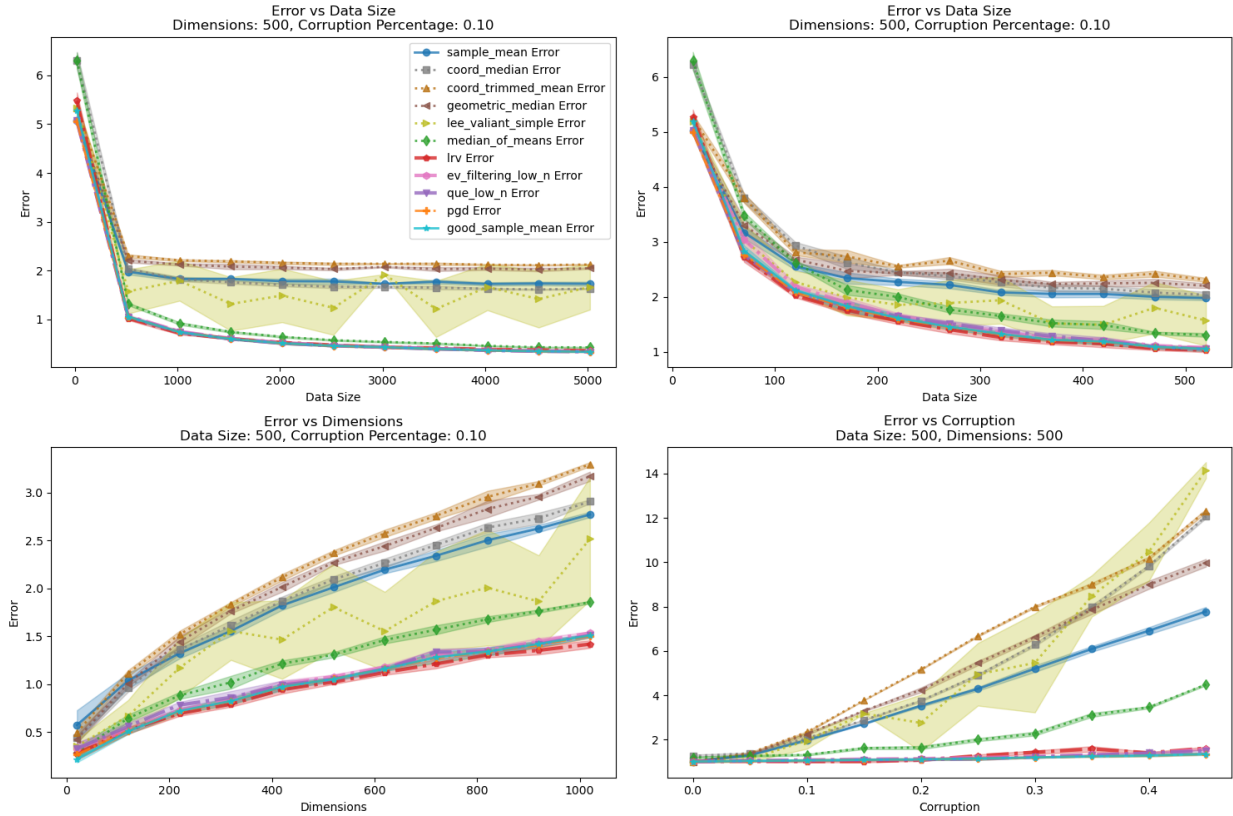 Error vs Data Size
Dimensions: 500, Corruption Percentage: 0.10
Error
6
5
4
3
2
1
0
1000
2000
3000
4000
5000
Data Size
sample_mean Error
coord_median Error
coord_trimmed_mean Error
geometric_median Error
lee_valiant_simple Error
median_of_means Error
lrv Error
ev_filtering_low_n Error
que_low_n Error
pgd Error
good_sample_mean Error
Error vs Data Size
Dimensions: 500, Corruption Percentage: 0.10
Error
6
5
4
3
2
1
0
100
200
300
400
500
Data Size
Error vs Dimensions
Data Size: 500, Corruption Percentage: 0.10
Error
3.0
2.5
2.0
1.5
1.0
0.5
0
200
400
600
800
1000
Dimensions
Error vs Corruption
Data Size: 500, Dimensions: 500
Error
14
12
10
8
6
4
2
0.0
0.1
0.2
0.3
0.4
Corruption